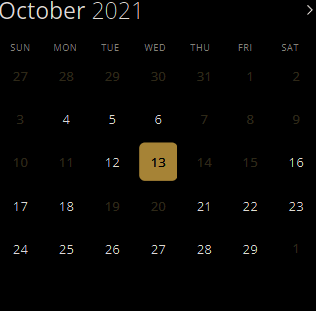 October 2021 >
SUN MON TUE WED THU FRI SAT
27 28 29 30 31 1 2
3 4 5 6 7 8 9
10 11 12 13 14 15 16
17 18 19 20 21 22 23
24 25 26 27 28 29 1